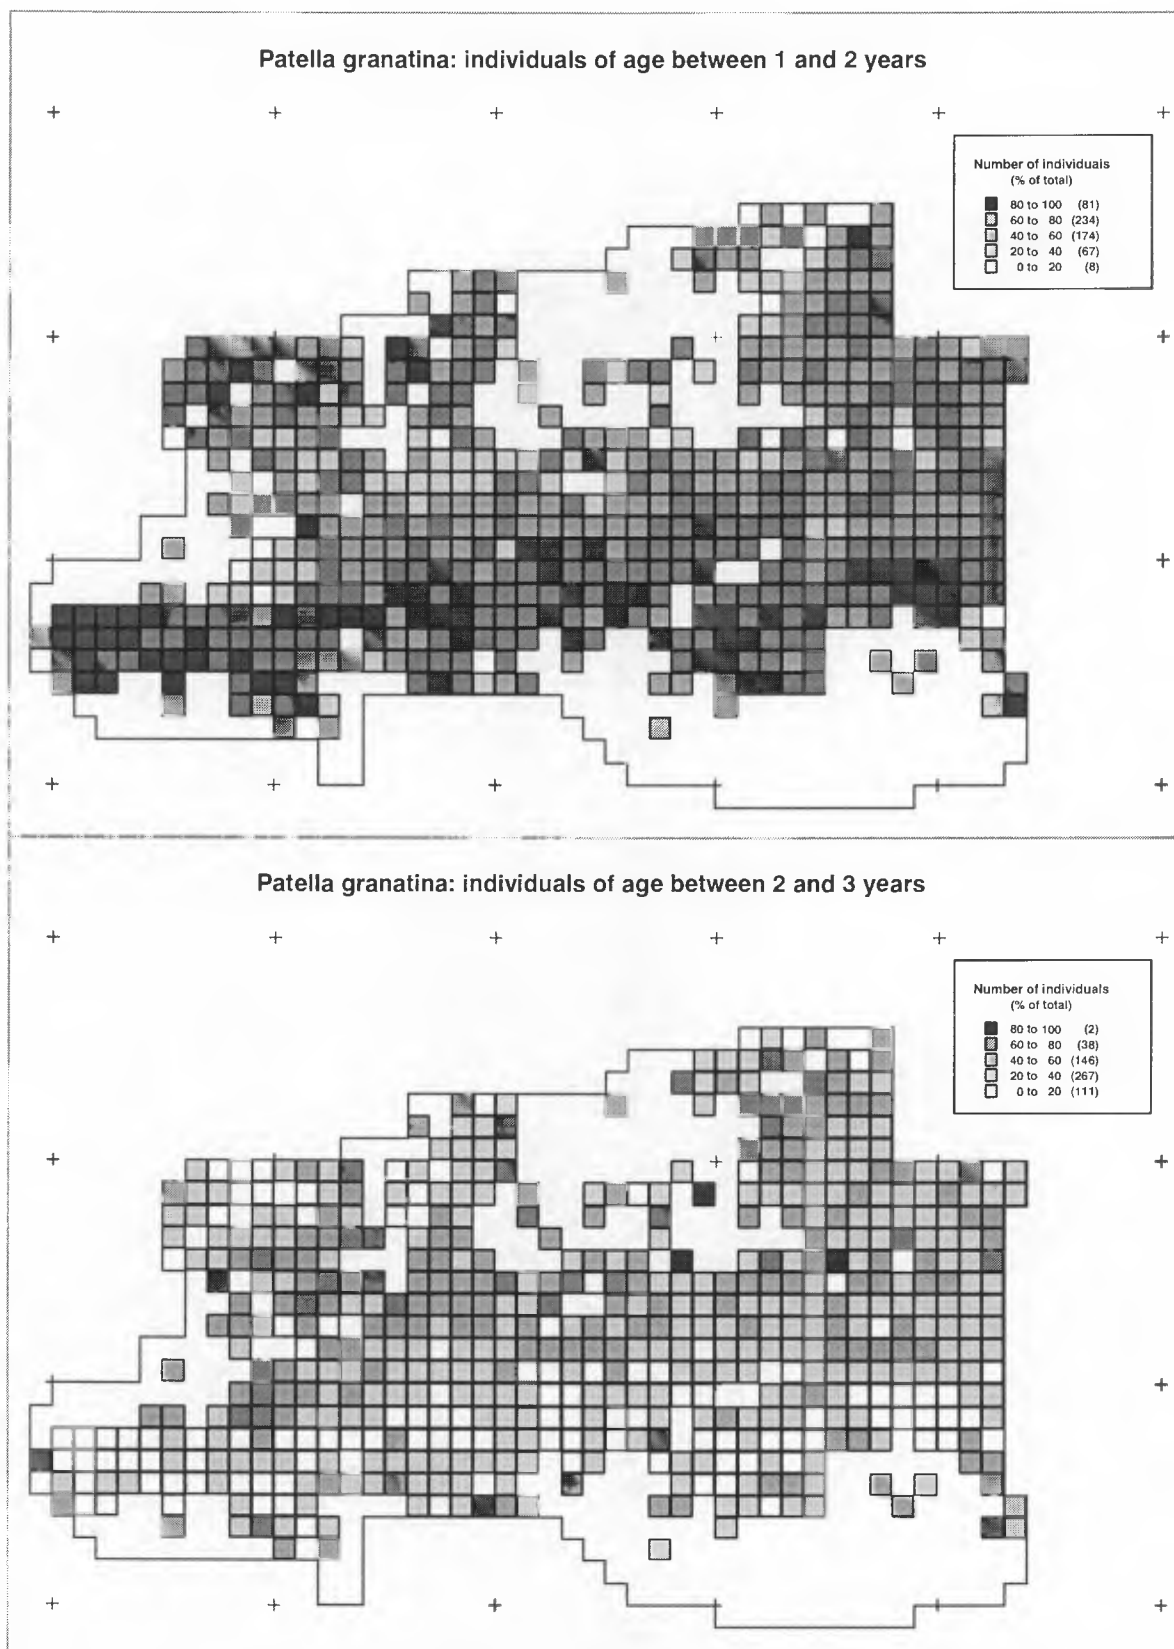 Patella granatina: individuals of age between 1 and 2 years
Number of individuals
(% of total)
80 to 100 (81)
60 to 80 (234)
40 to 60 (174)
20 to 40 (67)
0 to 20 (8)
Patella granatina: individuals of age between 2 and 3 years
Number of individuals
(% of total)
80 to 100 (2)
60 to 80 (38)
40 to 60 (146)
20 to 40 (267)
0 to 20 (111)